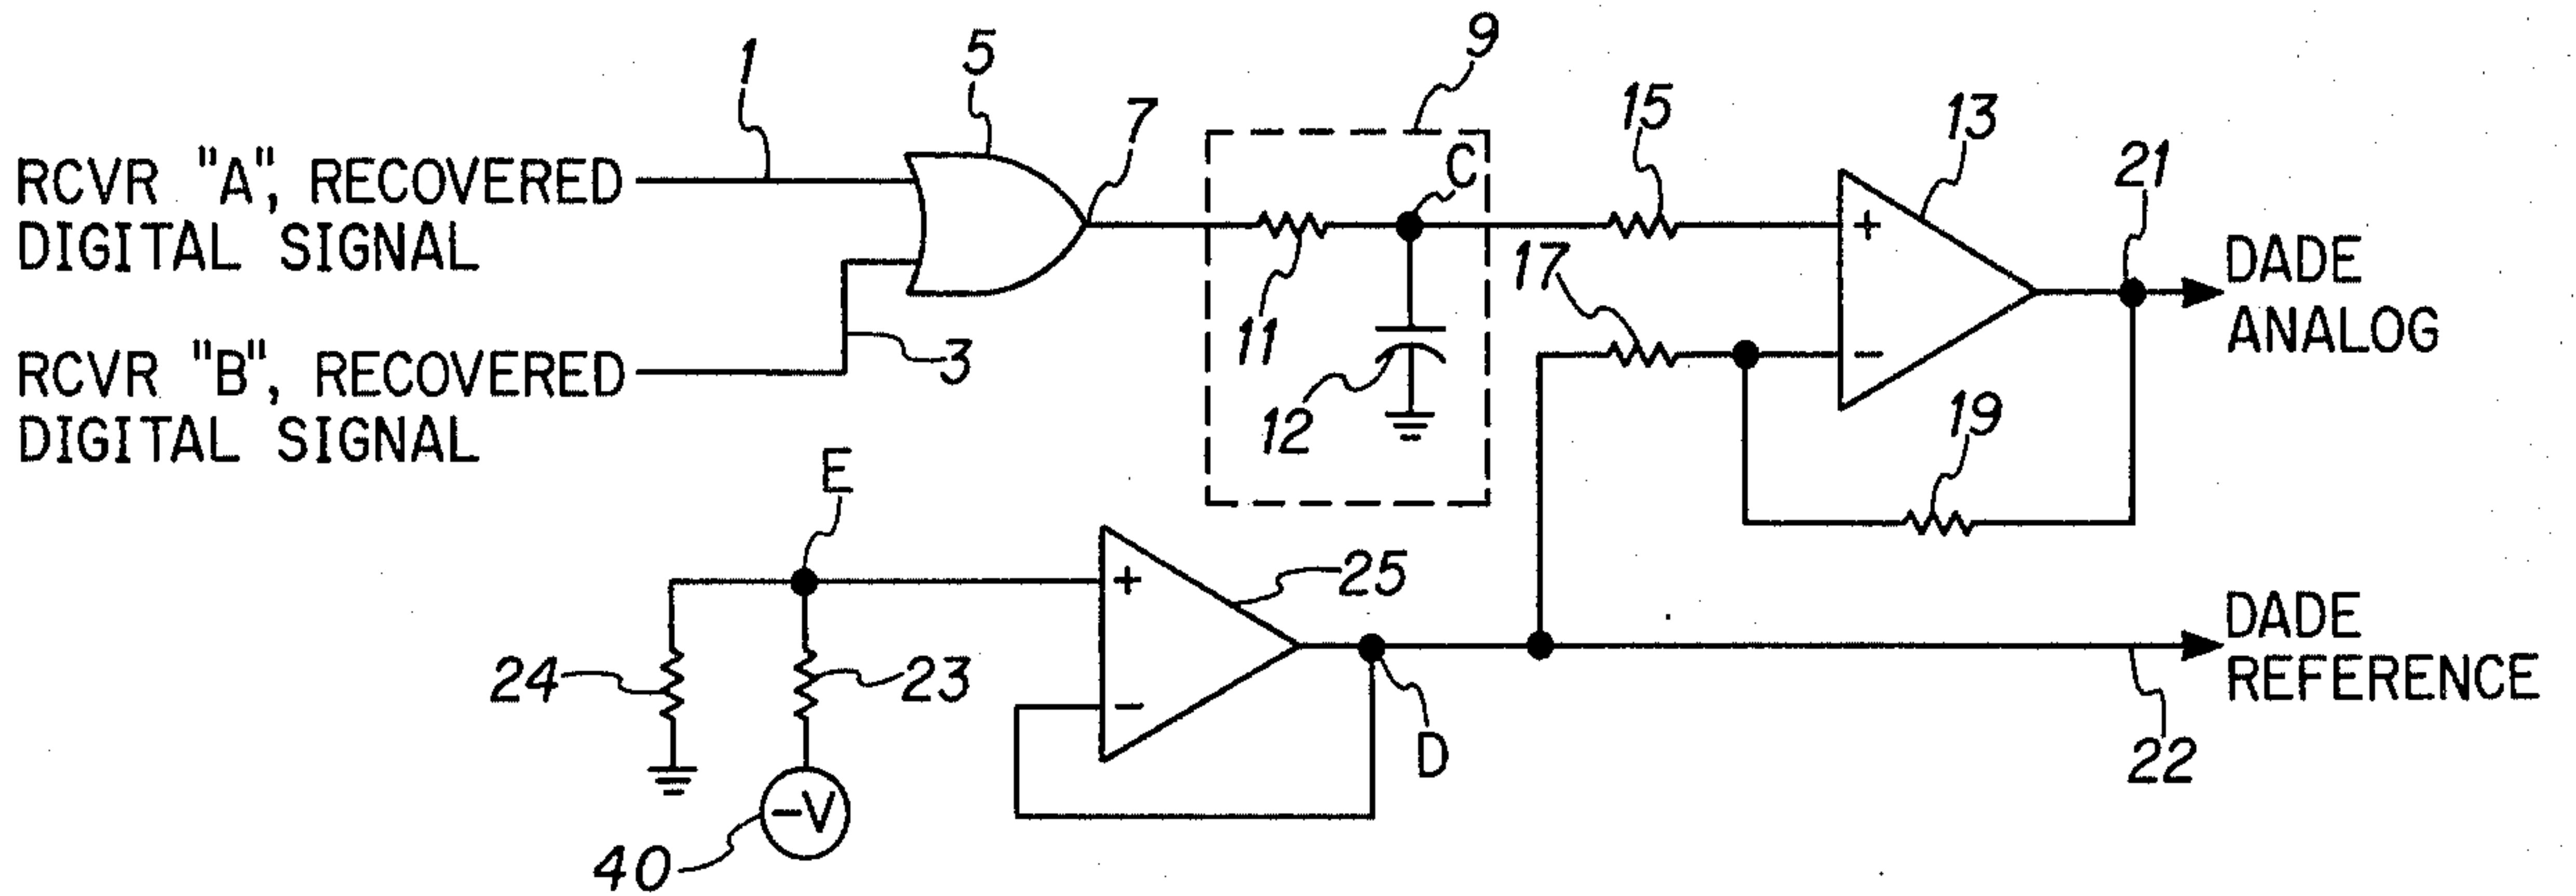 1
5
7
9
C
15
13
21
RCVR "A", RECOVERED
DIGITAL SIGNAL
+
DADE
ANALOG
17
11
−
3
RCVR "B", RECOVERED
DIGITAL SIGNAL
12
19
E
+
25
DADE
REFERENCE
24
23
−
D
22
−V
40